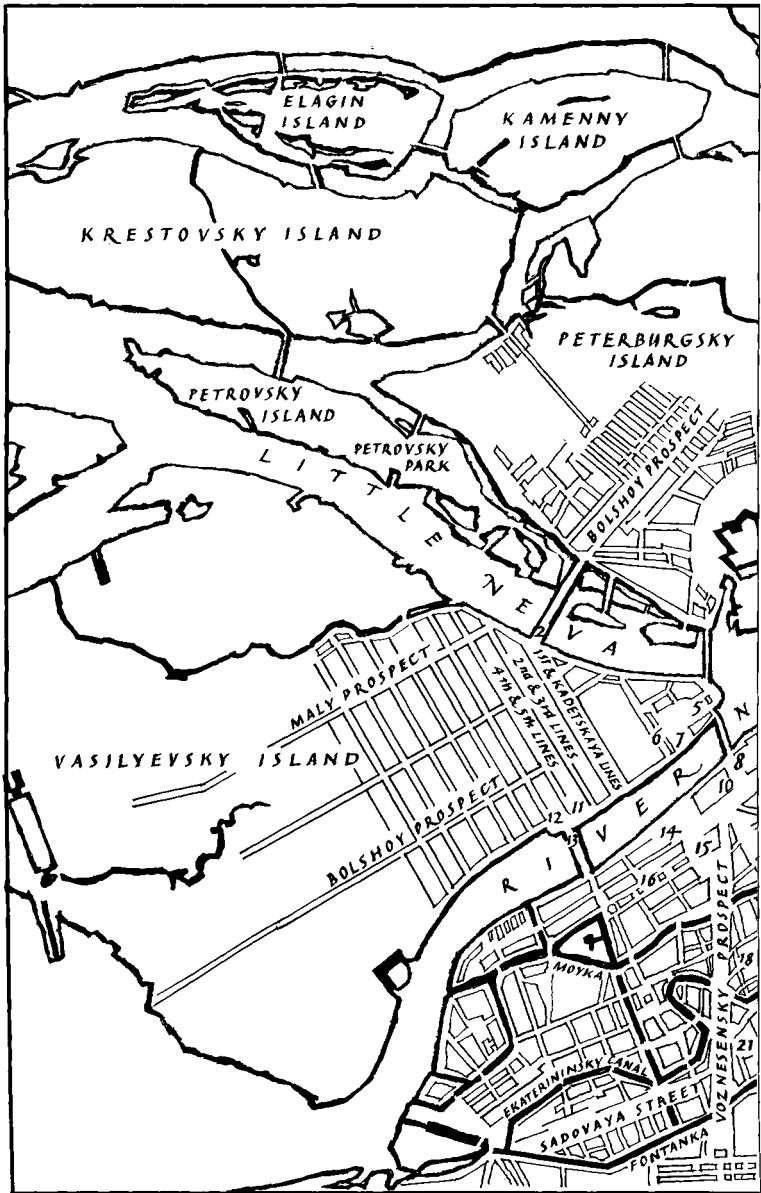 ELAGIN
ISLAND
KAMENNY
ISLAND
KRESTOVSKY ISLAND
PETERBURGSKY
ISLAND
PETROVSKY
ISLAND
PETROVSKY
PARK
BOLSHOY PROSPECT
LITTLE NEVA
2
1st & KADETSKAYA LINES
2nd & 3rd LINES
4th & 5th LINES
MALY PROSPECT
VASILYEVSKY ISLAND
BOLSHOY PROSPECT
5
6
7
8
10
11
12
13
14
15
16
RIVER N
VOZNESENSKY PROSPECT
MOYKA
18
21
EKATERININSKY CANAL
SADOVAYA STREET
FONTANKA